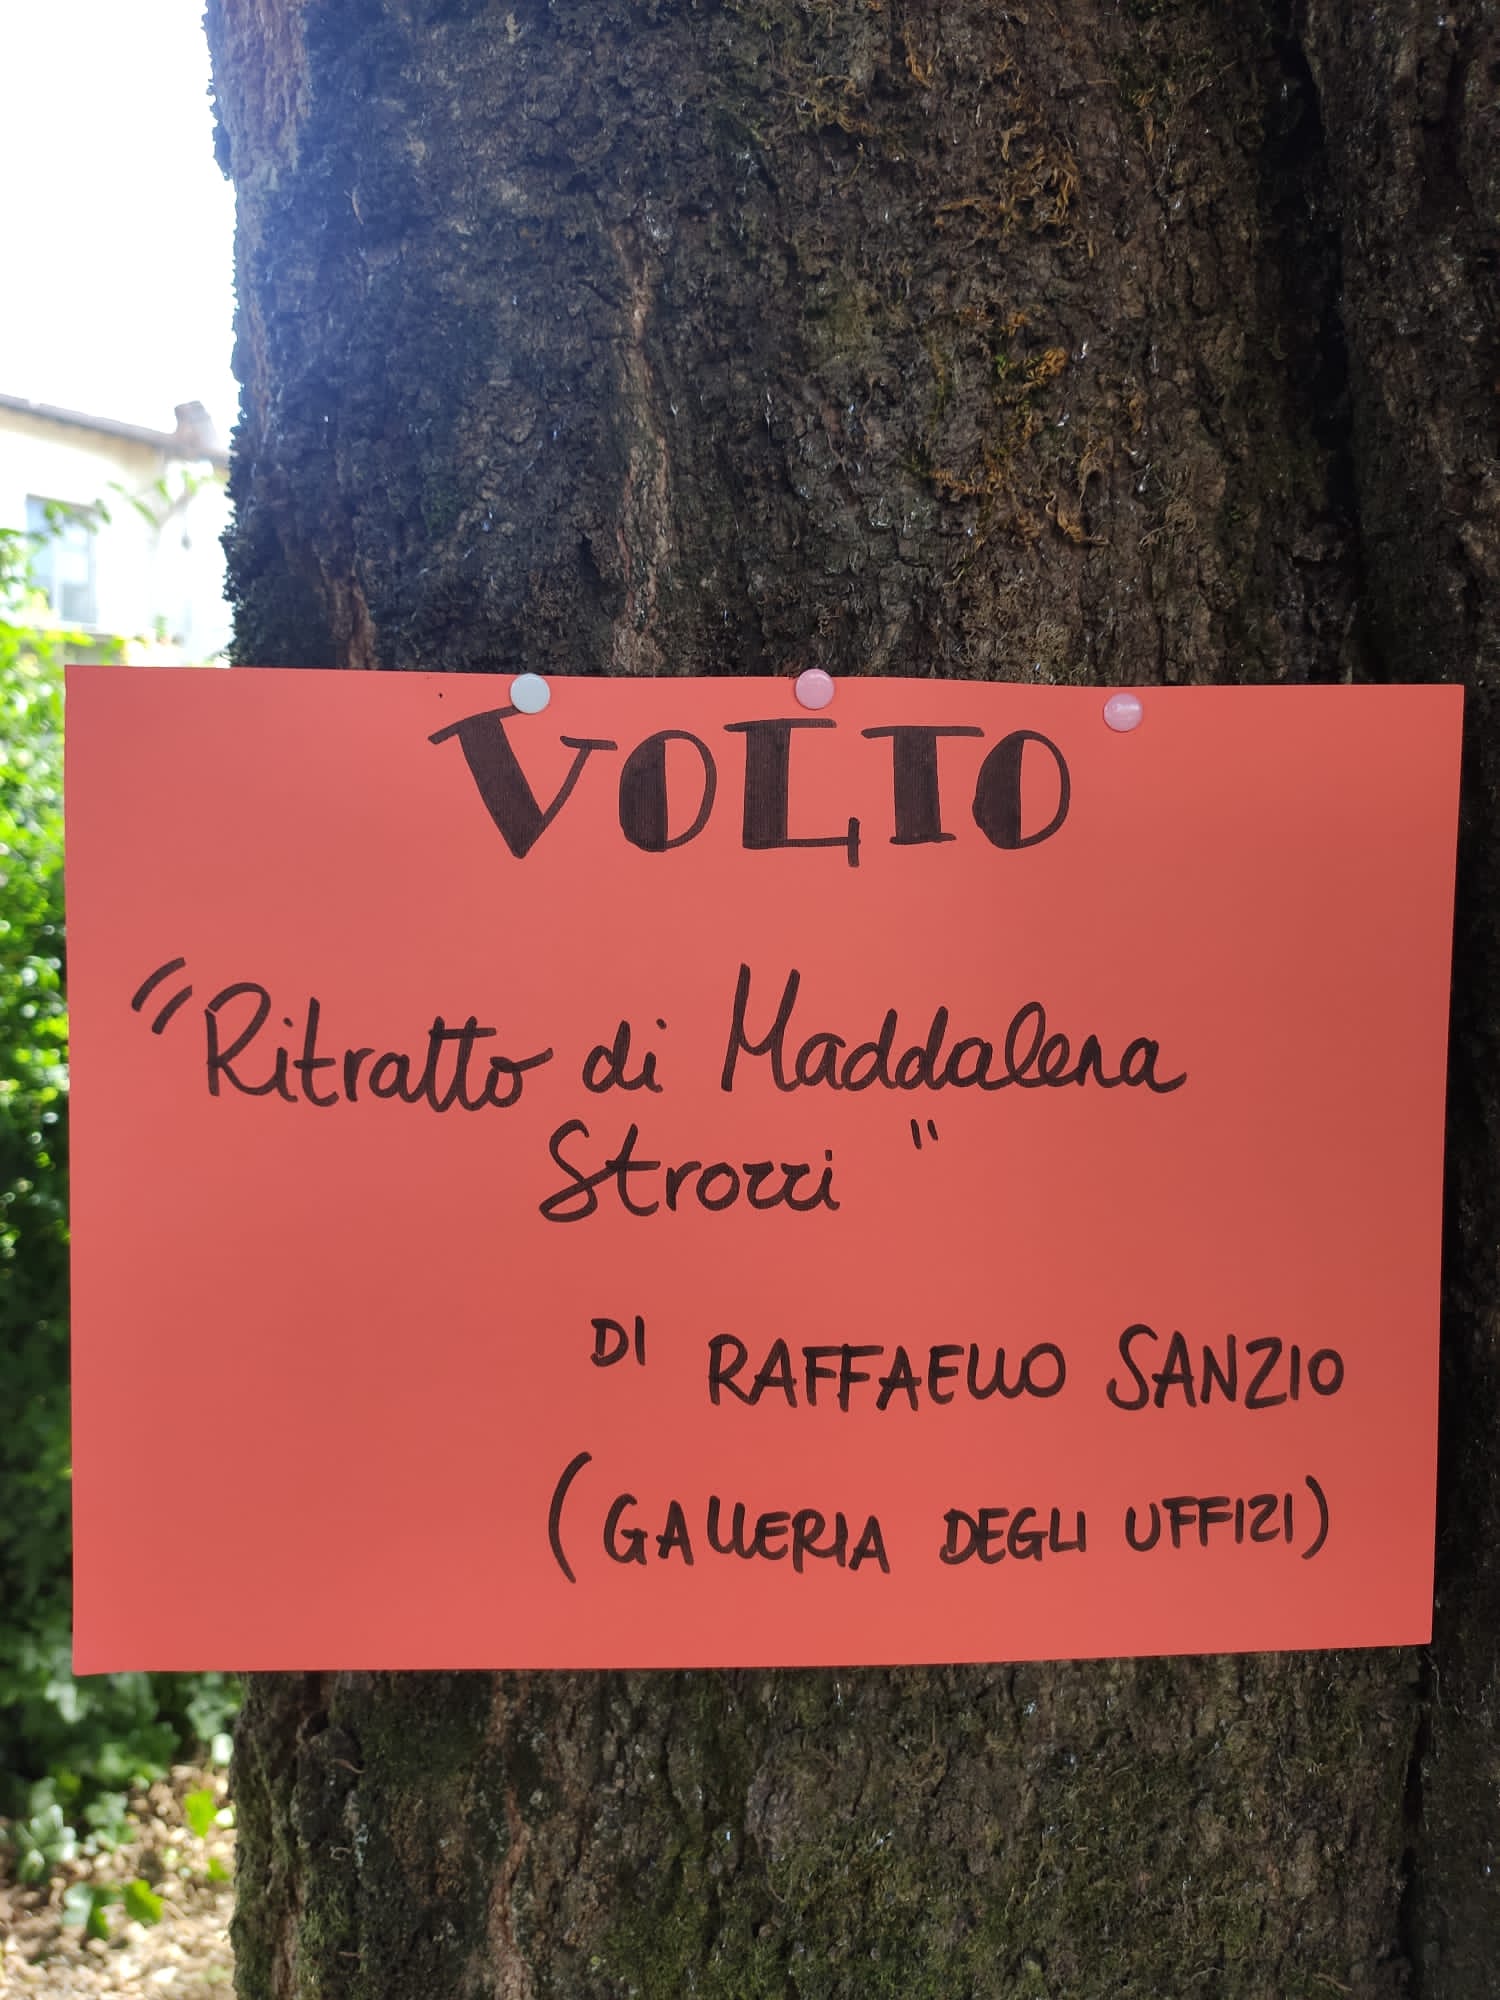 VOLTO
"Ritratto di Maddalena
Strozzi"
DI RAFFAELLO SANZIO
(GALLERIA DEGLI UFFIZI)